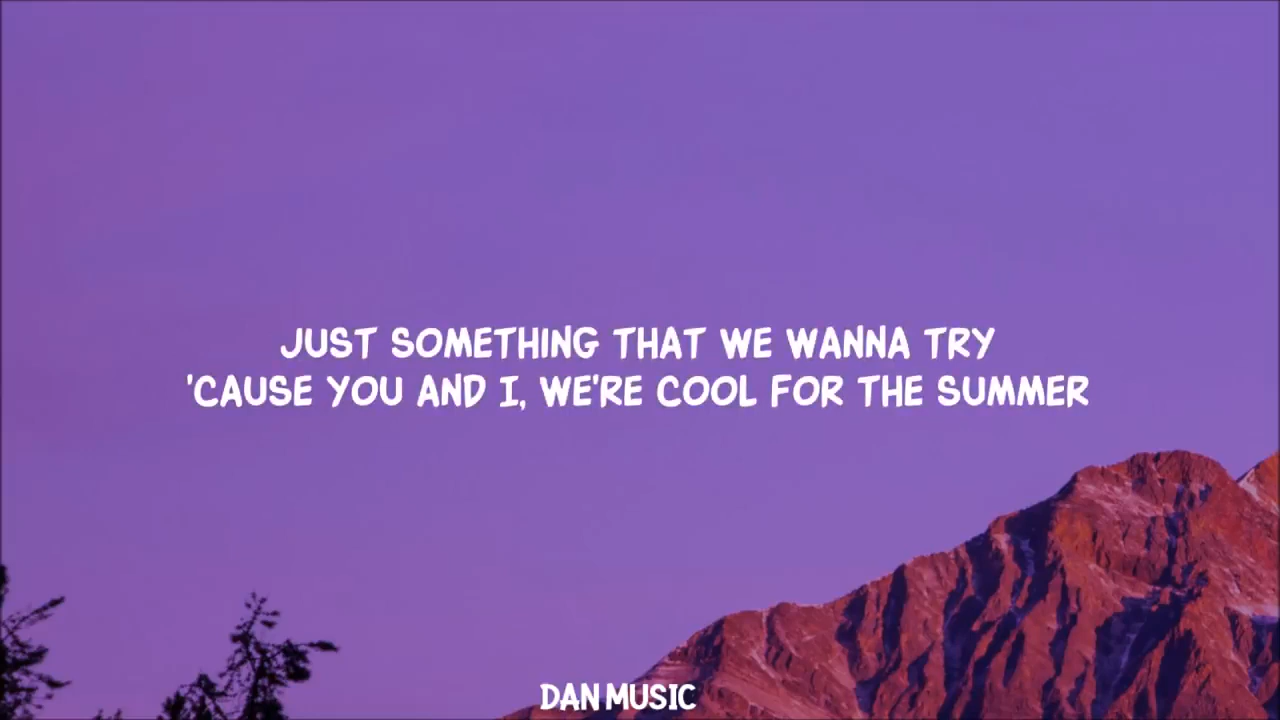 JUST SOMETHING THAT WE WANNA TRY
'CAUSE YOU AND I, WE'RE COOL FOR THE SUMMER
DAN MUSIC